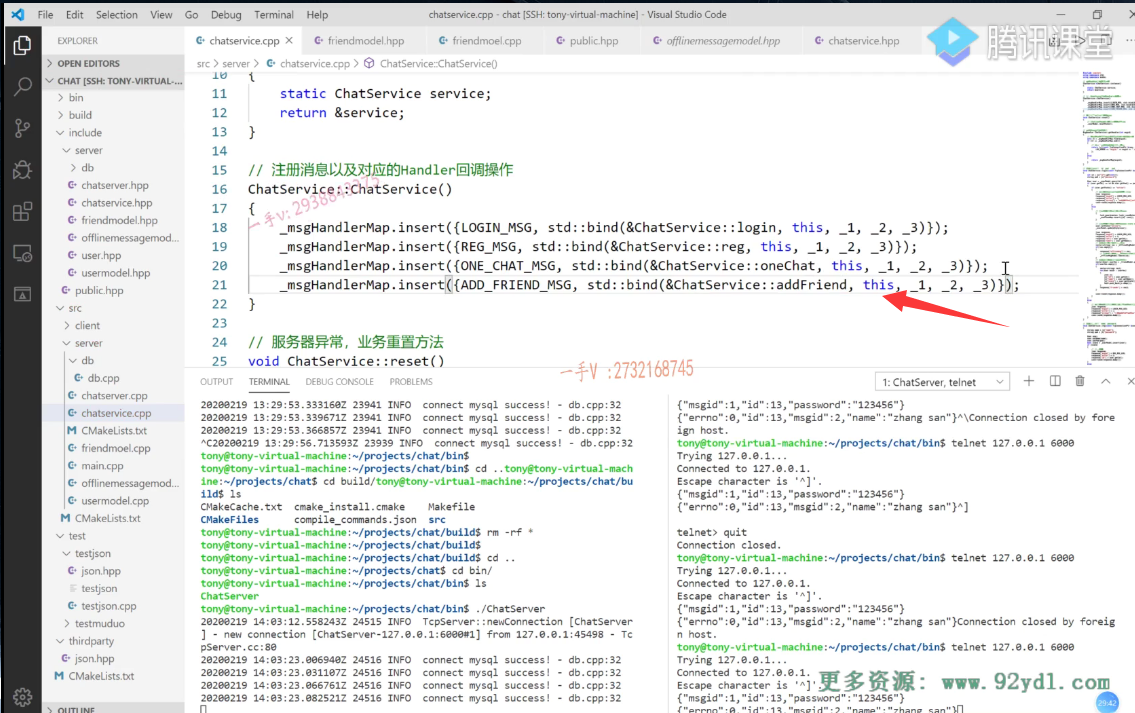 File Edit Selection View Go Debug Terminal Help
chatservice.cpp - chat [SSH: tony-virtual-machine] - Visual Studio Code
腾讯课堂
EXPLORER
OPEN EDITORS
CHAT [SSH: TONY-VIRTUAL-...
bin
build
include
server
db
chatserver.hpp
chatservice.hpp
friendmodel.hpp
offlinemessagemod...
user.hpp
usermodel.hpp
public.hpp
src
client
server
db
db.cpp
chatserver.cpp
chatservice.cpp
CMakeLists.txt
friendmoel.cpp
main.cpp
offlinemessagemod...
usermodel.cpp
CMakeLists.txt
test
testjson
json.hpp
testjson
testjson.cpp
testmuduo
thirdparty
json.hpp
CMakeLists.txt
OUTLINE
chatservice.cpp friendmodel.hpp friendmoel.cpp public.hpp offlinemessagemodel.hpp chatservice.hpp
src > server > chatservice.cpp > ChatService::ChatService()
10 {
11 static ChatService service;
12 return &service;
13 }
14
15 // 注册消息以及对应的Handler回调操作
16 ChatService::ChatService()
17 {
18 _msgHandlerMap.insert({LOGIN_MSG, std::bind(&ChatService::login, this, _1, _2, _3)});
19 _msgHandlerMap.insert({REG_MSG, std::bind(&ChatService::reg, this, _1, _2, _3)});
20 _msgHandlerMap.insert({ONE_CHAT_MSG, std::bind(&ChatService::oneChat, this, _1, _2, _3)});
21 _msgHandlerMap.insert({ADD_FRIEND_MSG, std::bind(&ChatService::addFriend, this, _1, _2, _3)});
22 }
23
24 // 服务器异常，业务重置方法
25 void ChatService::reset()
一手V :2732168745
OUTPUT TERMINAL DEBUG CONSOLE PROBLEMS
1: ChatServer, telnet
20200219 13:29:53.333160Z 23941 INFO connect mysql success! - db.cpp:32
20200219 13:29:53.339671Z 23941 INFO connect mysql success! - db.cpp:32
20200219 13:29:53.366857Z 23941 INFO connect mysql success! - db.cpp:32
^C20200219 13:29:56.713593Z 23939 INFO connect mysql success! - db.cpp:32
tony@tony-virtual-machine:~/projects/chat/bin$
tony@tony-virtual-machine:~/projects/chat/bin$ cd ..tony@tony-virtual-mach
ine:~/projects/chat$ cd build/tony@tony-virtual-machine:~/projects/chat/bu
ild$ ls
CMakeCache.txt cmake_install.cmake Makefile
CMakeFiles compile_commands.json src
tony@tony-virtual-machine:~/projects/chat/build$ rm -rf *
tony@tony-virtual-machine:~/projects/chat/build$
tony@tony-virtual-machine:~/projects/chat/build$ cd ..
tony@tony-virtual-machine:~/projects/chat$ cd bin/
tony@tony-virtual-machine:~/projects/chat/bin$ ls
ChatServer
tony@tony-virtual-machine:~/projects/chat/bin$ ./ChatServer
20200219 14:03:12.558243Z 24515 INFO TcpServer::newConnection [ChatServer
] - new connection [ChatServer-127.0.0.1:6000#1] from 127.0.0.1:45498 - Tc
pServer.cc:80
20200219 14:03:23.006940Z 24516 INFO connect mysql success! - db.cpp:32
20200219 14:03:23.031107Z 24516 INFO connect mysql success! - db.cpp:32
20200219 14:03:23.066761Z 24516 INFO connect mysql success! - db.cpp:32
20200219 14:03:23.082521Z 24516 INFO connect mysql success! - db.cpp:32
{"msgid":1,"id":13,"password":"123456"}
{"errno":0,"id":13,"msgid":2,"name":"zhang san"}^\Connection closed by fore
ign host.
tony@tony-virtual-machine:~/projects/chat/bin$ telnet 127.0.0.1 6000
Trying 127.0.0.1...
Connected to 127.0.0.1.
Escape character is '^]'.
{"msgid":1,"id":13,"password":"123456"}
{"errno":0,"id":13,"msgid":2,"name":"zhang san"}^]
telnet> quit
Connection closed.
tony@tony-virtual-machine:~/projects/chat/bin$ telnet 127.0.0.1 6000
Trying 127.0.0.1...
Connected to 127.0.0.1.
Escape character is '^]'.
{"msgid":1,"id":13,"password":"123456"}
{"errno":0,"id":13,"msgid":2,"name":"zhang san"}Connection closed by foreig
n host.
tony@tony-virtual-machine:~/projects/chat/bin$ telnet 127.0.0.1 6000
Trying 127.0.0.1...
Connected to 127.0.0.1.
Escape character is '^]'.
{"msgid":1,"id":13,"password":"123456"}
{"errno":0,"id":13,"msgid":2,"name":"zhang san"}
更多资源: www.92ydl.com
29:42